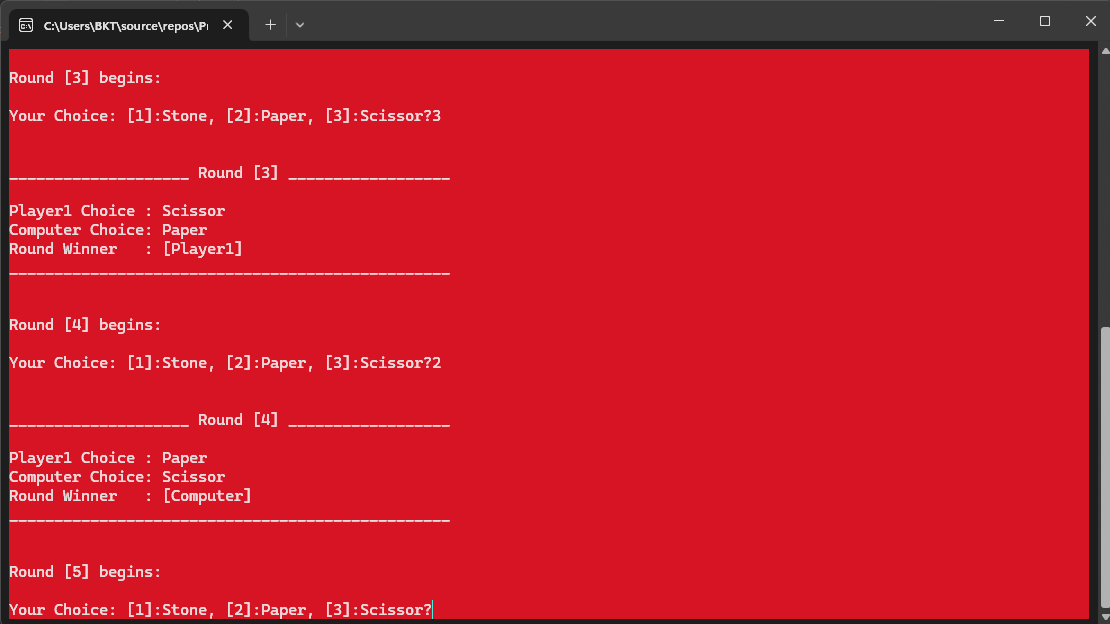 C:\Users\BKT\source\repos\P
Round [3] begins:
Your Choice: [1]:Stone, [2]:Paper, [3]:Scissor?3
____________________ Round [3] __________________
Player1 Choice : Scissor
Computer Choice: Paper
Round Winner   : [Player1]
_________________________________________________
Round [4] begins:
Your Choice: [1]:Stone, [2]:Paper, [3]:Scissor?2
____________________ Round [4] __________________
Player1 Choice : Paper
Computer Choice: Scissor
Round Winner   : [Computer]
_________________________________________________
Round [5] begins:
Your Choice: [1]:Stone, [2]:Paper, [3]:Scissor?